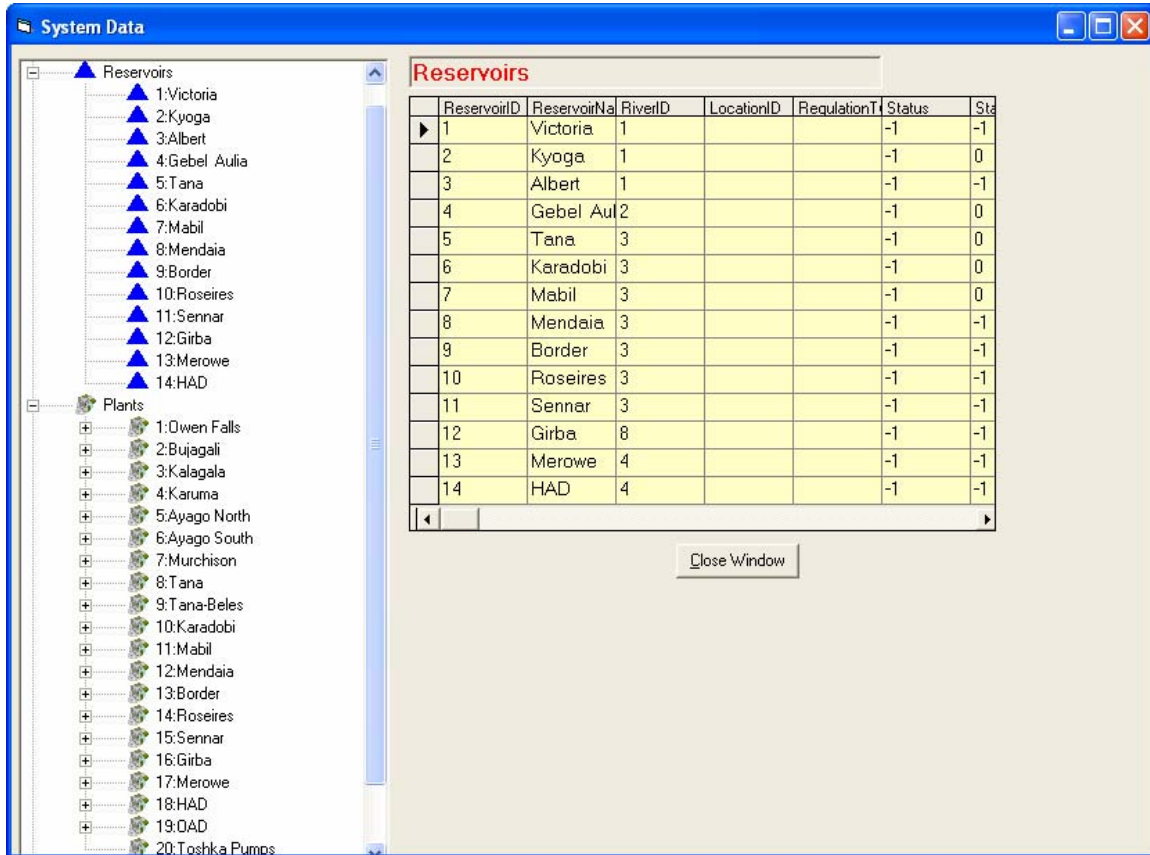 System Data
Reservoirs
1:Victoria
2:Kyoga
3:Albert
4:Gebel Aulia
5:Tana
6:Karadobi
7:Mabil
8:Mendaia
9:Border
10:Roseires
11:Sennar
12:Girba
13:Merowe
14:HAD
Plants
1:Owen Falls
2:Bujagali
3:Kalagala
4:Karuma
5:Ayago North
6:Ayago South
7:Murchison
8:Tana
9:Tana-Beles
10:Karadobi
11:Mabil
12:Mendaia
13:Border
14:Roseires
15:Sennar
16:Girba
17:Merowe
18:HAD
19:OAD
20:Toshka Pumps
Reservoirs
ReservoirID ReservoirNa RiverID LocationID RegulationT Status Sta
1 Victoria 1 -1 -1
2 Kyoga 1 -1 0
3 Albert 1 -1 -1
4 Gebel Aul 2 -1 0
5 Tana 3 -1 0
6 Karadobi 3 -1 0
7 Mabil 3 -1 0
8 Mendaia 3 -1 -1
9 Border 3 -1 -1
10 Roseires 3 -1 -1
11 Sennar 3 -1 -1
12 Girba 8 -1 -1
13 Merowe 4 -1 -1
14 HAD 4 -1 -1
Close Window